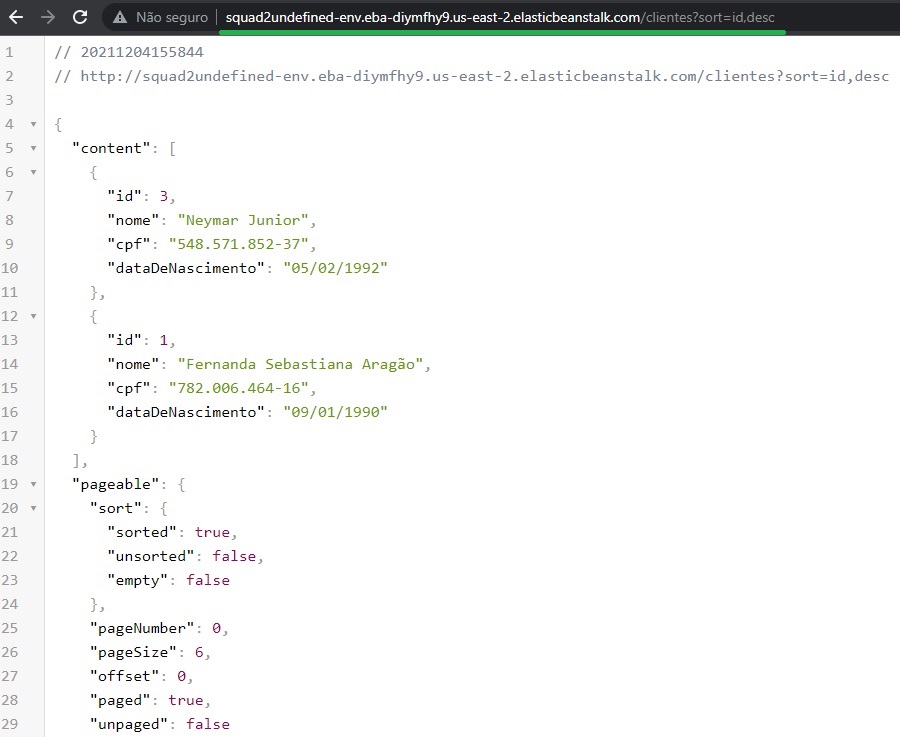 Não seguro squad2undefined-env.eba-diymfhy9.us-east-2.elasticbeanstalk.com/clientes?sort=id,desc
1 // 20211204155844
2 // http://squad2undefined-env.eba-diymfhy9.us-east-2.elasticbeanstalk.com/clientes?sort=id,desc
3
4 {
5 "content": [
6 {
7 "id": 3,
8 "nome": "Neymar Junior",
9 "cpf": "548.571.852-37",
10 "dataDeNascimento": "05/02/1992"
11 },
12 {
13 "id": 1,
14 "nome": "Fernanda Sebastiana Aragão",
15 "cpf": "782.006.464-16",
16 "dataDeNascimento": "09/01/1990"
17 }
18 ],
19 "pageable": {
20 "sort": {
21 "sorted": true,
22 "unsorted": false,
23 "empty": false
24 },
25 "pageNumber": 0,
26 "pageSize": 6,
27 "offset": 0,
28 "paged": true,
29 "unpaged": false